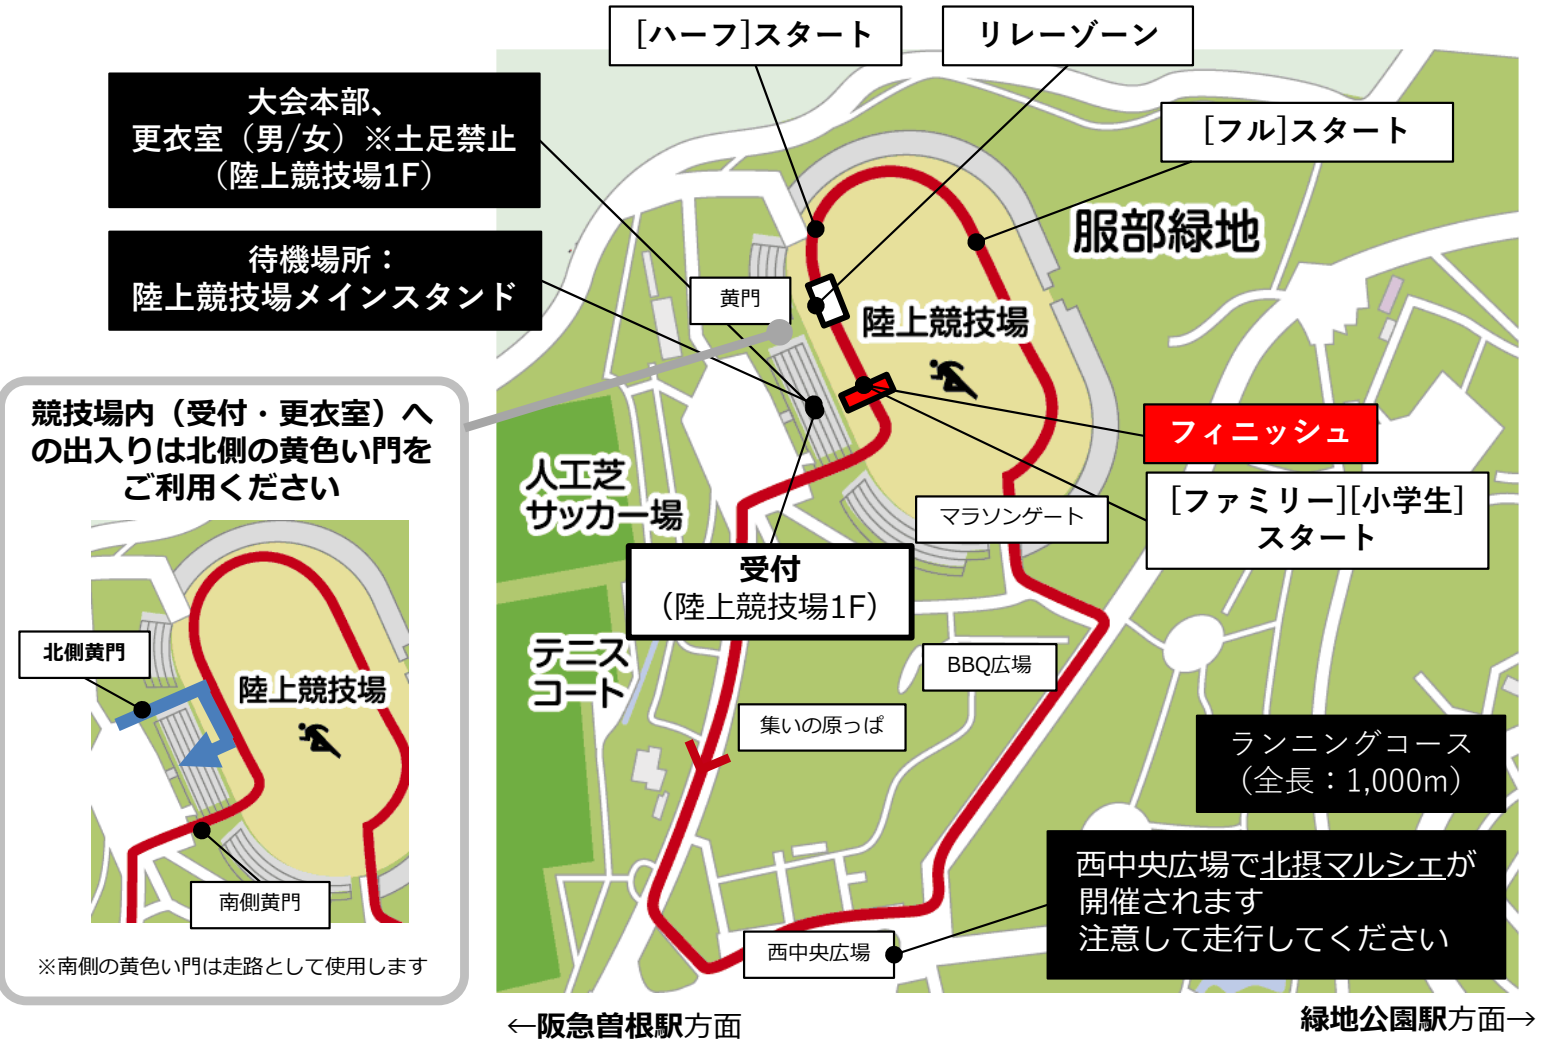 [ハーフ]スタート
リレーゾーン
大会本部、
更衣室（男/女）※土足禁止
（陸上競技場1F）
[フル]スタート
服部緑地
待機場所：
陸上競技場メインスタンド
黄門
陸上競技場
競技場内（受付・更衣室）へ
の出入りは北側の黄色い門を
ご利用ください
フィニッシュ
人工芝
サッカー場
[ファミリー][小学生]
スタート
マラソンゲート
受付
（陸上競技場1F）
北側黄門
陸上競技場
テニス
コート
BBQ広場
集いの原っぱ
ランニングコース
（全長：1,000m）
南側黄門
西中央広場で北摂マルシェが
開催されます
注意して走行してください
西中央広場
※南側の黄色い門は走路として使用します
←阪急曽根駅方面
緑地公園駅方面→